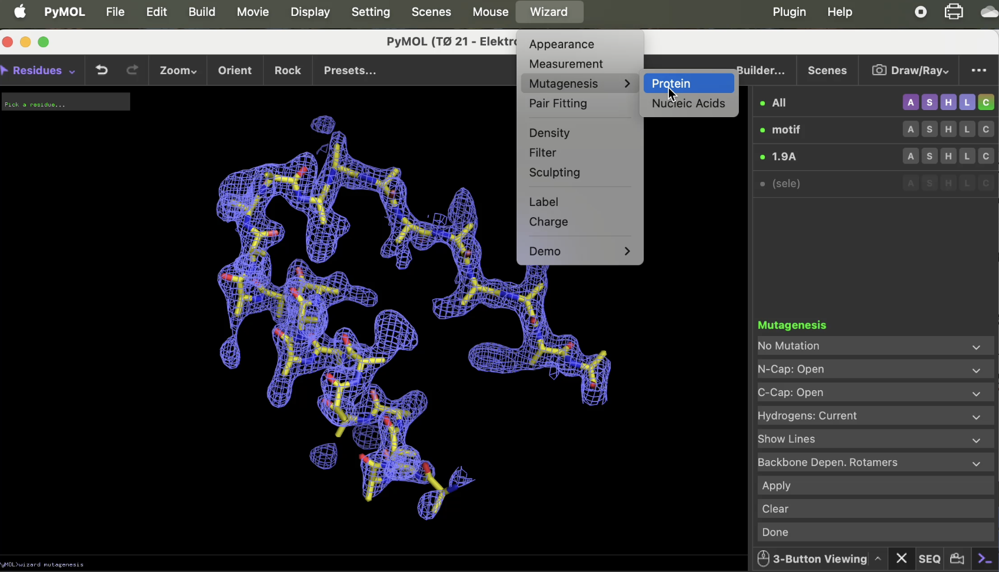 PyMOL File Edit Build Movie Display Setting Scenes Mouse Wizard Plugin Help
PyMOL (TØ 21 - Elektro
Residues Zoom Orient Rock Presets... Builder... Scenes Draw/Ray
Pick a residue...
Appearance
Measurement
Mutagenesis
Pair Fitting
Density
Filter
Sculpting
Label
Charge
Demo
Protein
Nucleic Acids
All A S H L C
motif A S H L C
1.9A A S H L C
(sele) A S H L C
Mutagenesis
No Mutation
N-Cap: Open
C-Cap: Open
Hydrogens: Current
Show Lines
Backbone Depen. Rotamers
Apply
Clear
Done
3-Button Viewing SEQ
yMOL>wizard mutagenesis